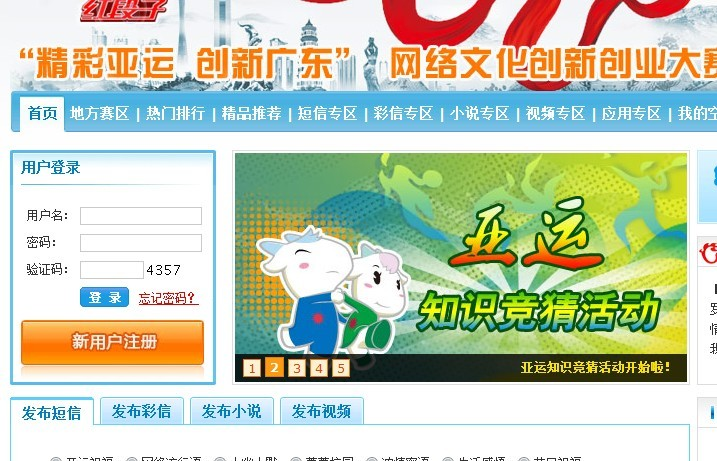 红段子
“精彩亚运 创新广东” 网络文化创新创业大赛
首页 地方赛区 | 热门排行 | 精品推荐 | 短信专区 | 彩信专区 | 小说专区 | 视频专区 | 应用专区 | 我的空
用户登录
用户名：
密码：
验证码： 4357
登 录 忘记密码?
新用户注册
亚运
知识竞猜活动
1 2 3 4 5
亚运知识竞猜活动开始啦！
发布短信 发布彩信 发布小说 发布视频